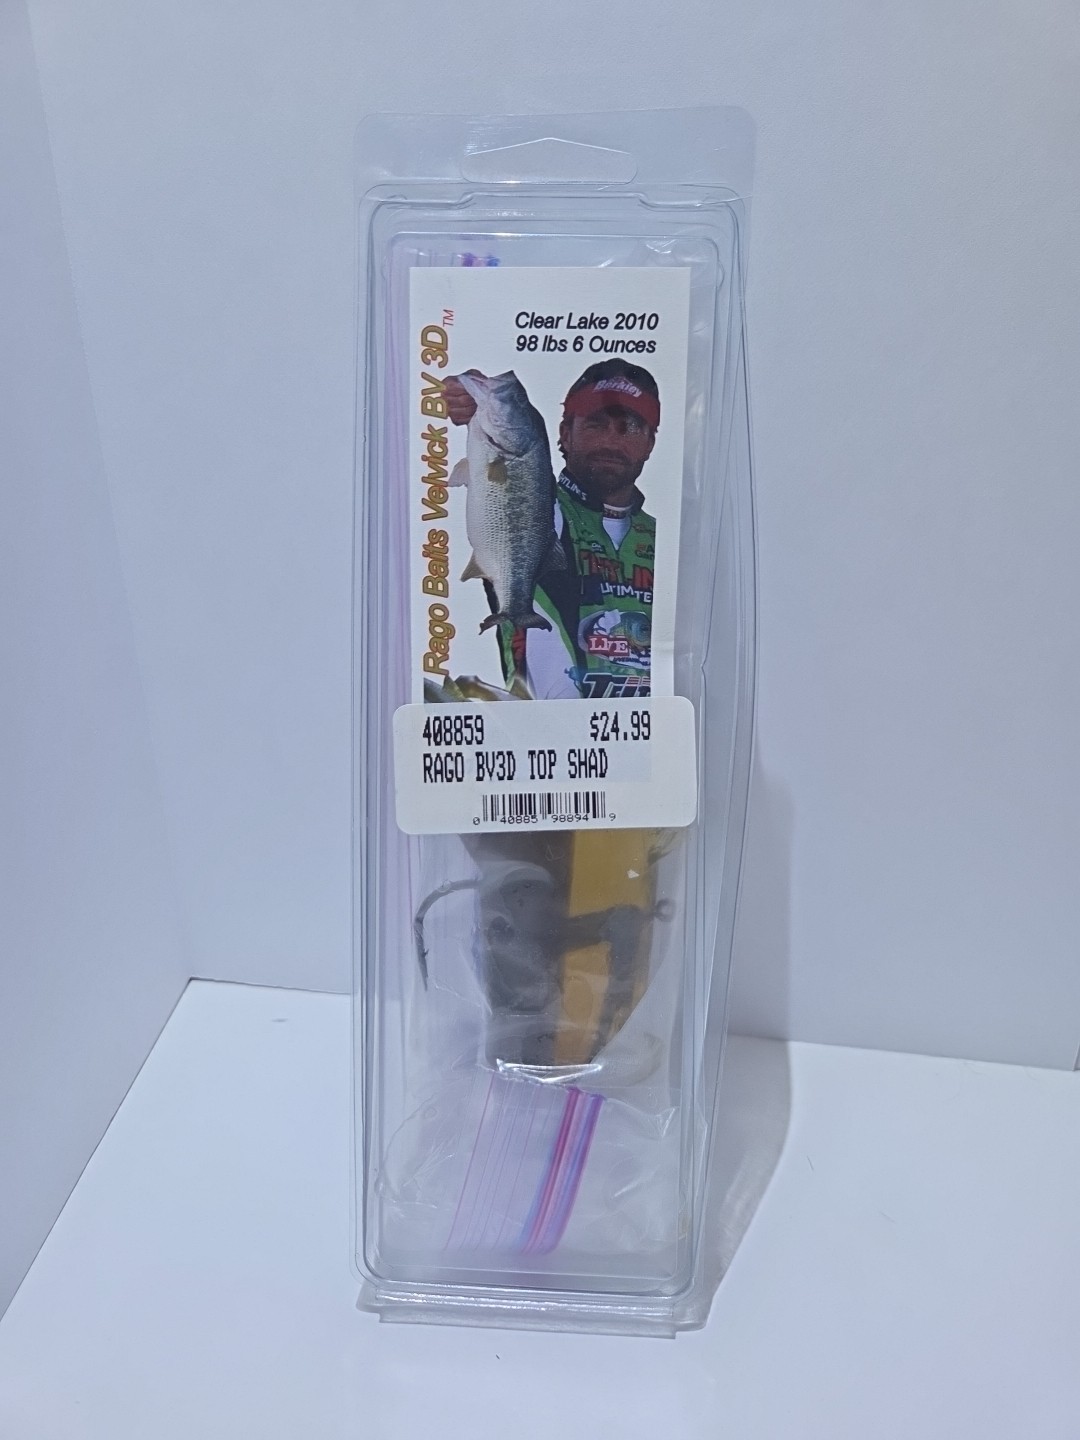 Rago Baits Velvick BV 3D™
Clear Lake 2010
98 lbs 6 Ounces
Berkley
408859 $24.99
RAGO BV3D TOP SHAD
0 40885 98894 9